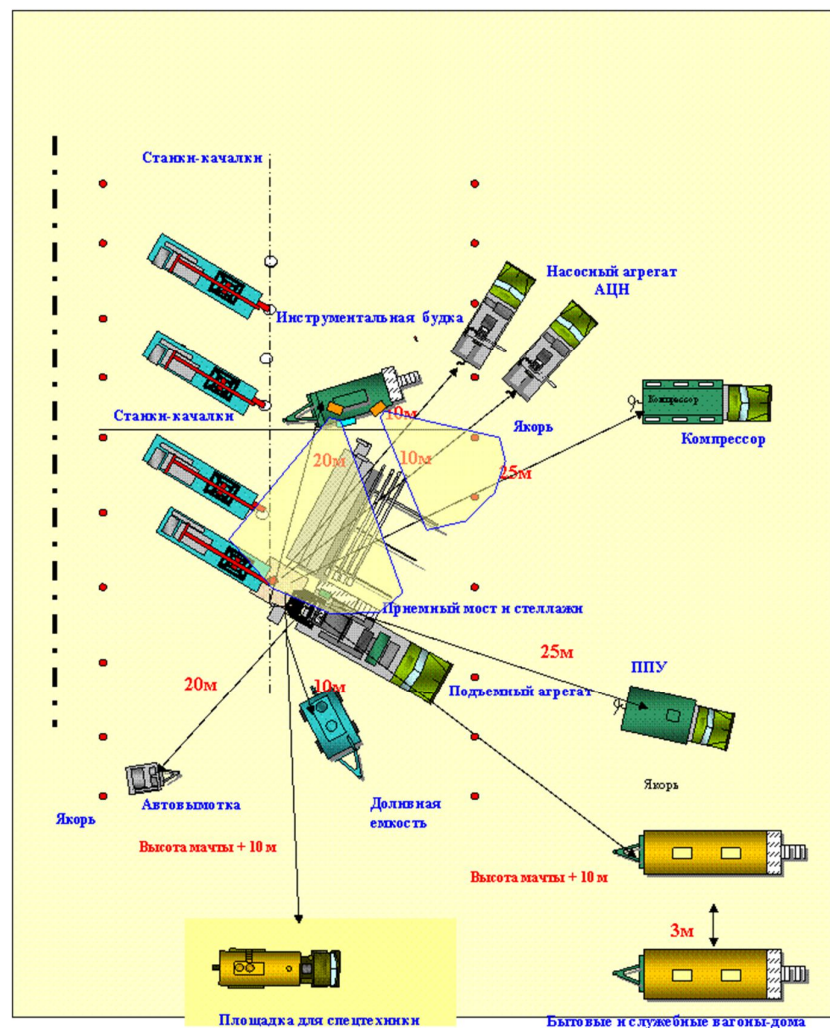 Станки-качалки
Насосный агрегат
АЦН
Инструментальная будка
Компрессор
10м
Станки-качалки
Якорь
Компрессор
20м
10м
25м
Приемный мост и стеллажи
25м
ППУ
20м
10м
Подъемный агрегат
Якорь
Автовымотка
Доливная
емкость
Якорь
Высота мачты + 10 м
Высота мачты + 10 м
3м
Площадка для спецтехники
Бытовые и служебные вагоны-дома